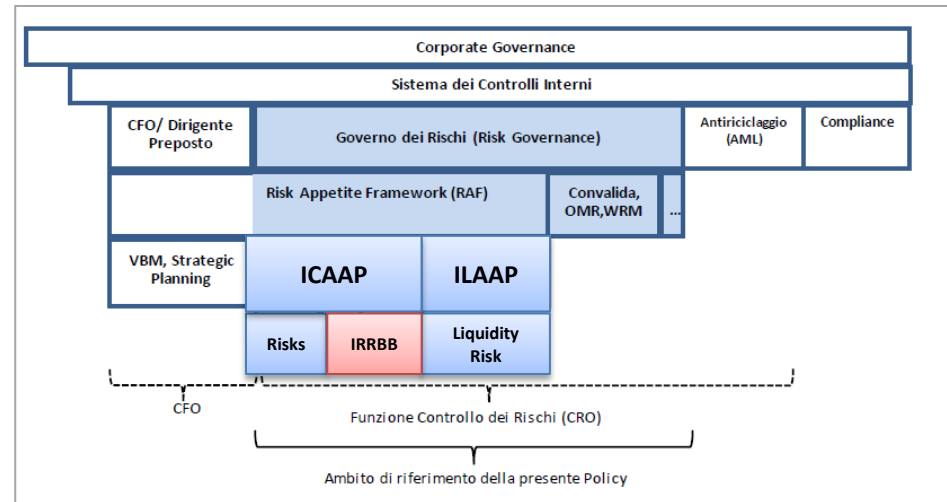 Corporate Governance
Sistema dei Controlli Interni
CFO/ Dirigente
Preposto
Governo dei Rischi (Risk Governance)
Antiriciclaggio
(AML)
Compliance
Risk Appetite Framework (RAF)
Convalida,
OMR,WRM
...
VBM, Strategic
Planning
ICAAP
ILAAP
Risks
IRRBB
Liquidity
Risk
CFO
Funzione Controllo dei Rischi (CRO)
Ambito di riferimento della presente Policy